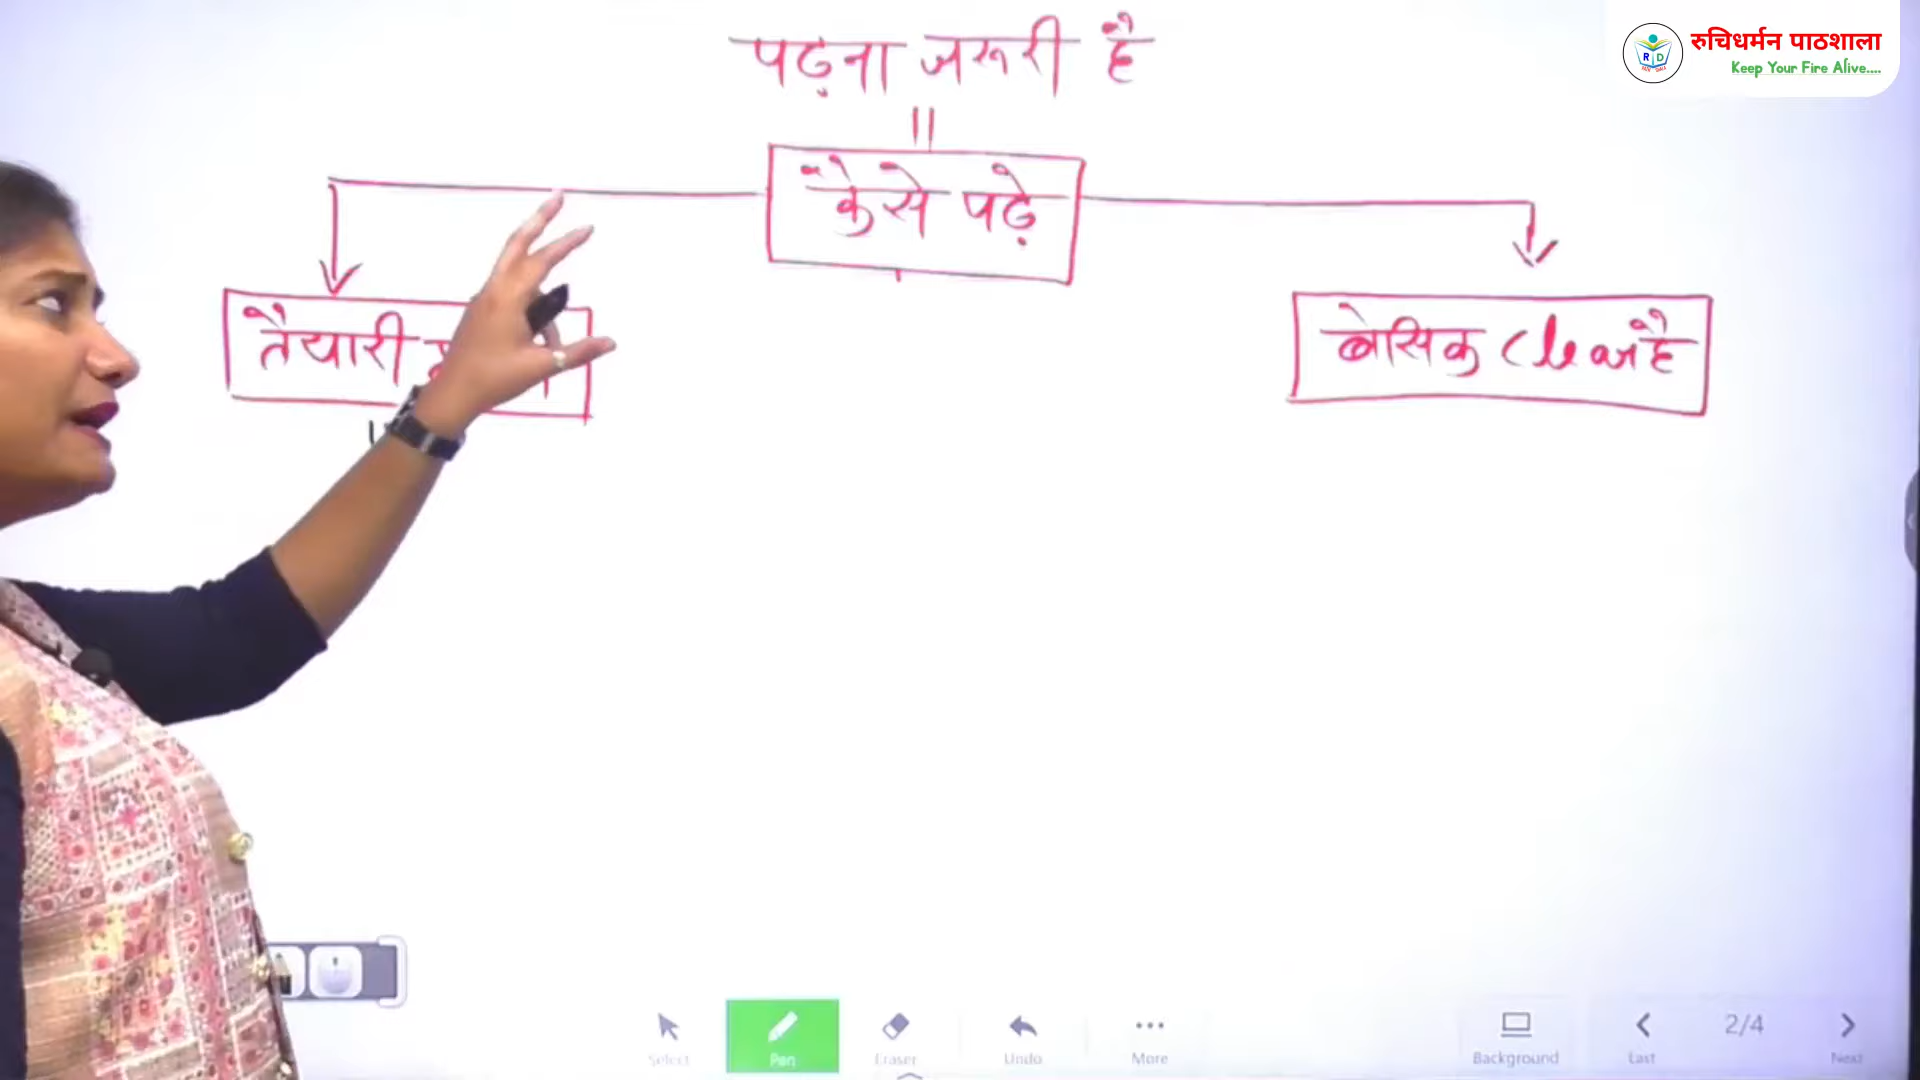 पढ़ना जरूरी है
रुचिधर्मन पाठशाला
Keep Your Fire Alive....
R D
कैसे पढ़े
तैयारी
बेसिक Clear है
Select
Pen
Eraser
Undo
More
Background
Last
2/4
Next